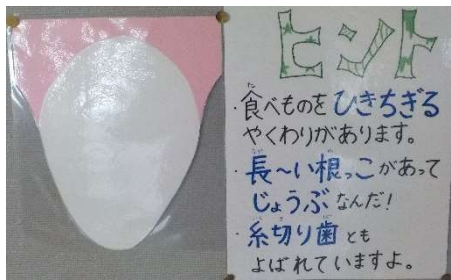 ヒント
・食べものをひきちぎる
やくわりがあります。
・長～い根っこがあって
じょうぶなんだ!
・糸切り歯とも
よばれていますよ。